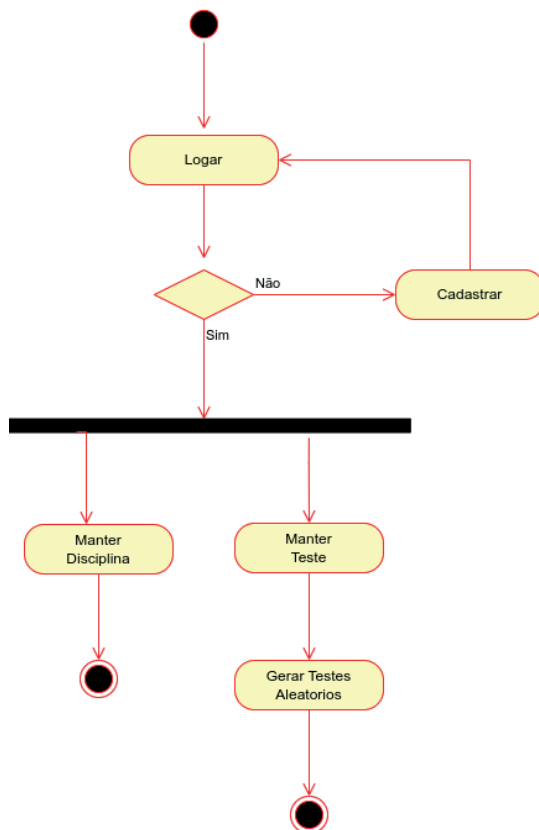 Logar
Não
Cadastrar
Sim
Manter
Disciplina
Manter
Teste
Gerar Testes
Aleatorios